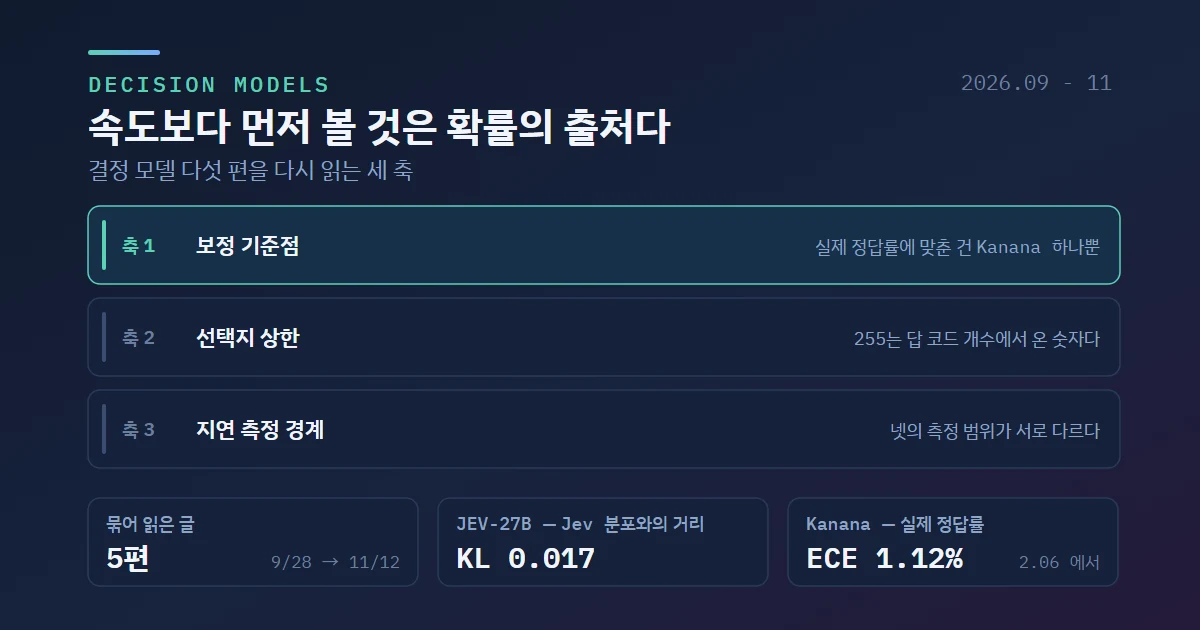 DECISION MODELS
2026.09 - 11
속도보다 먼저 볼 것은 확률의 출처다
결정 모델 다섯 편을 다시 읽는 세 축
축 1 보정 기준점 실제 정답률에 맞춘 건 Kanana 하나뿐
축 2 선택지 상한 255는 답 코드 개수에서 온 숫자다
축 3 지연 측정 경계 넷의 측정 범위가 서로 다르다
묶어 읽은 글
5편 9/28 → 11/12
JEV-27B — Jev 분포와의 거리
KL 0.017
Kanana — 실제 정답률
ECE 1.12% 2.06 에서